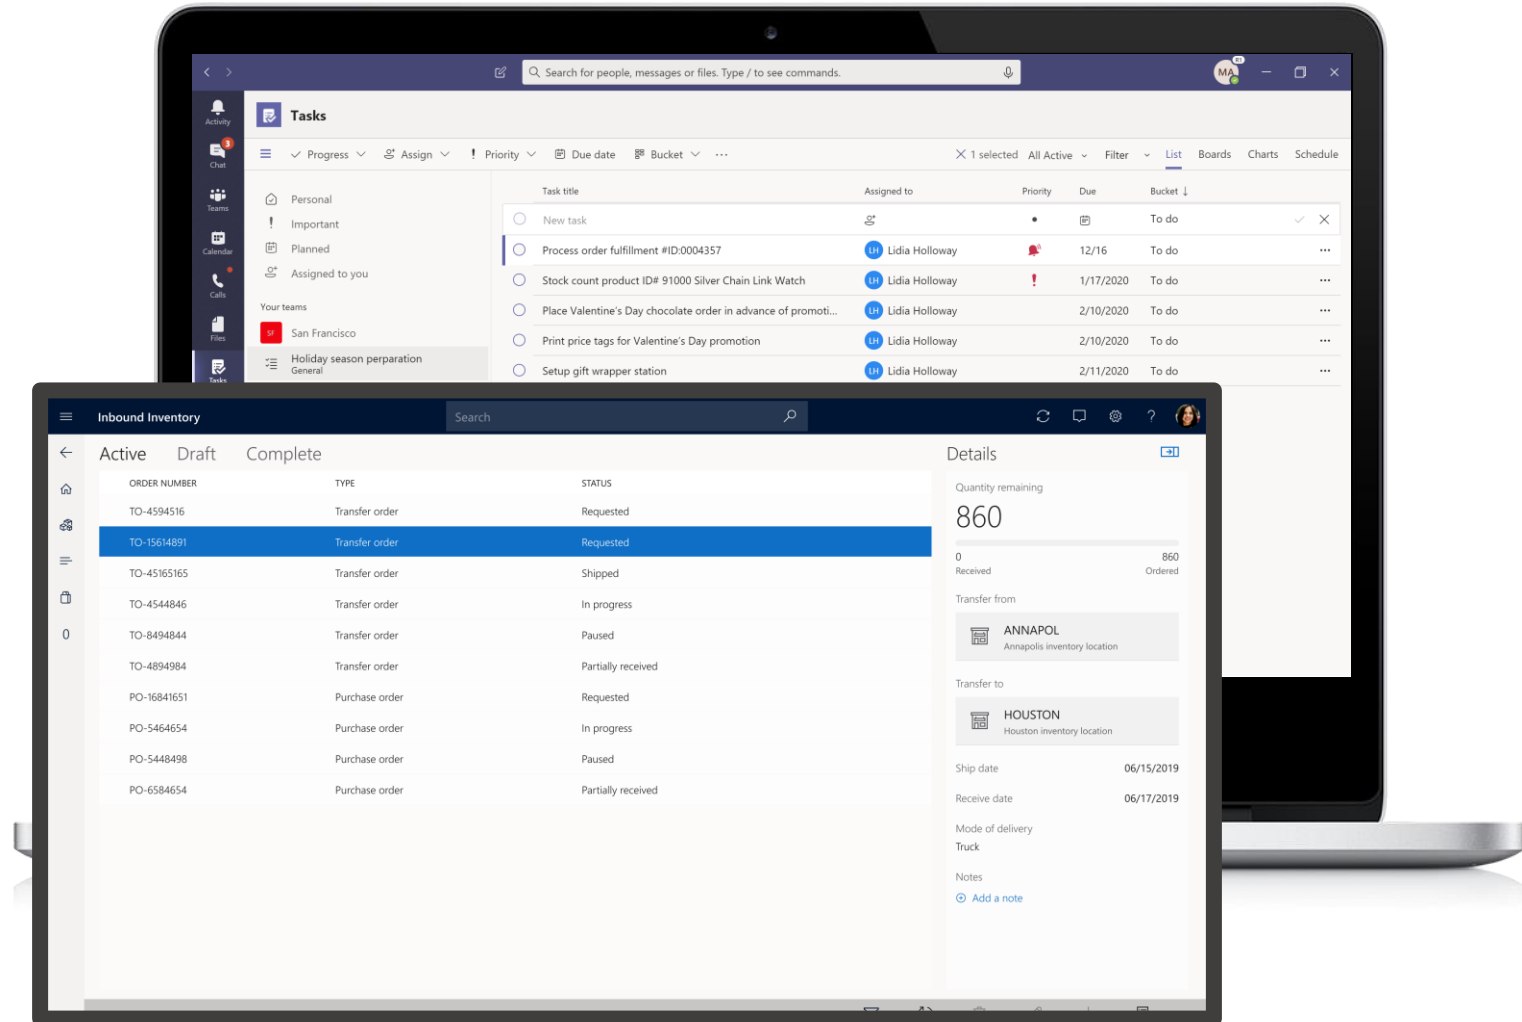 Search for people, messages or files. Type / to see commands.
MA
Activity
Tasks
3
Chat
Progress
Assign
Priority
Due date
Bucket
1 selected
All Active
Filter
List
Boards
Charts
Schedule
Teams
Calendar
Calls
Files
Tasks
Personal
Important
Planned
Assigned to you
Your teams
SF San Francisco
Holiday season perparation
General
Task title Assigned to Priority Due Bucket ↓
New task To do
Process order fulfillment #ID:0004357 LH Lidia Holloway 12/16 To do
Stock count product ID# 91000 Silver Chain Link Watch LH Lidia Holloway 1/17/2020 To do
Place Valentine's Day chocolate order in advance of promoti... LH Lidia Holloway 2/10/2020 To do
Print price tags for Valentine's Day promotion LH Lidia Holloway 2/10/2020 To do
Setup gift wrapper station LH Lidia Holloway 2/11/2020 To do
Inbound Inventory
Search
?
Active Draft Complete
ORDER NUMBER TYPE STATUS
TO-4594516 Transfer order Requested
TO-15614891 Transfer order Requested
TO-45165165 Transfer order Shipped
TO-4544846 Transfer order In progress
TO-8494844 Transfer order Paused
TO-4894984 Transfer order Partially received
PO-16841651 Purchase order Requested
PO-5464654 Purchase order In progress
PO-5448498 Purchase order Paused
PO-6584654 Purchase order Partially received
0
Details
Quantity remaining
860
0 860
Received Ordered
Transfer from
ANNAPOL
Annapolis inventory location
Transfer to
HOUSTON
Houston inventory location
Ship date 06/15/2019
Receive date 06/17/2019
Mode of delivery
Truck
Notes
Add a note